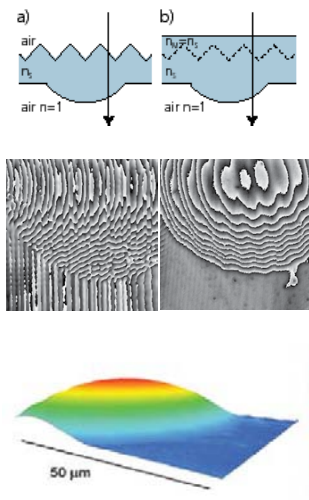 a)
b)
air
n_M=n_S
n_S
n_S
air n=1
air n=1
50 μm